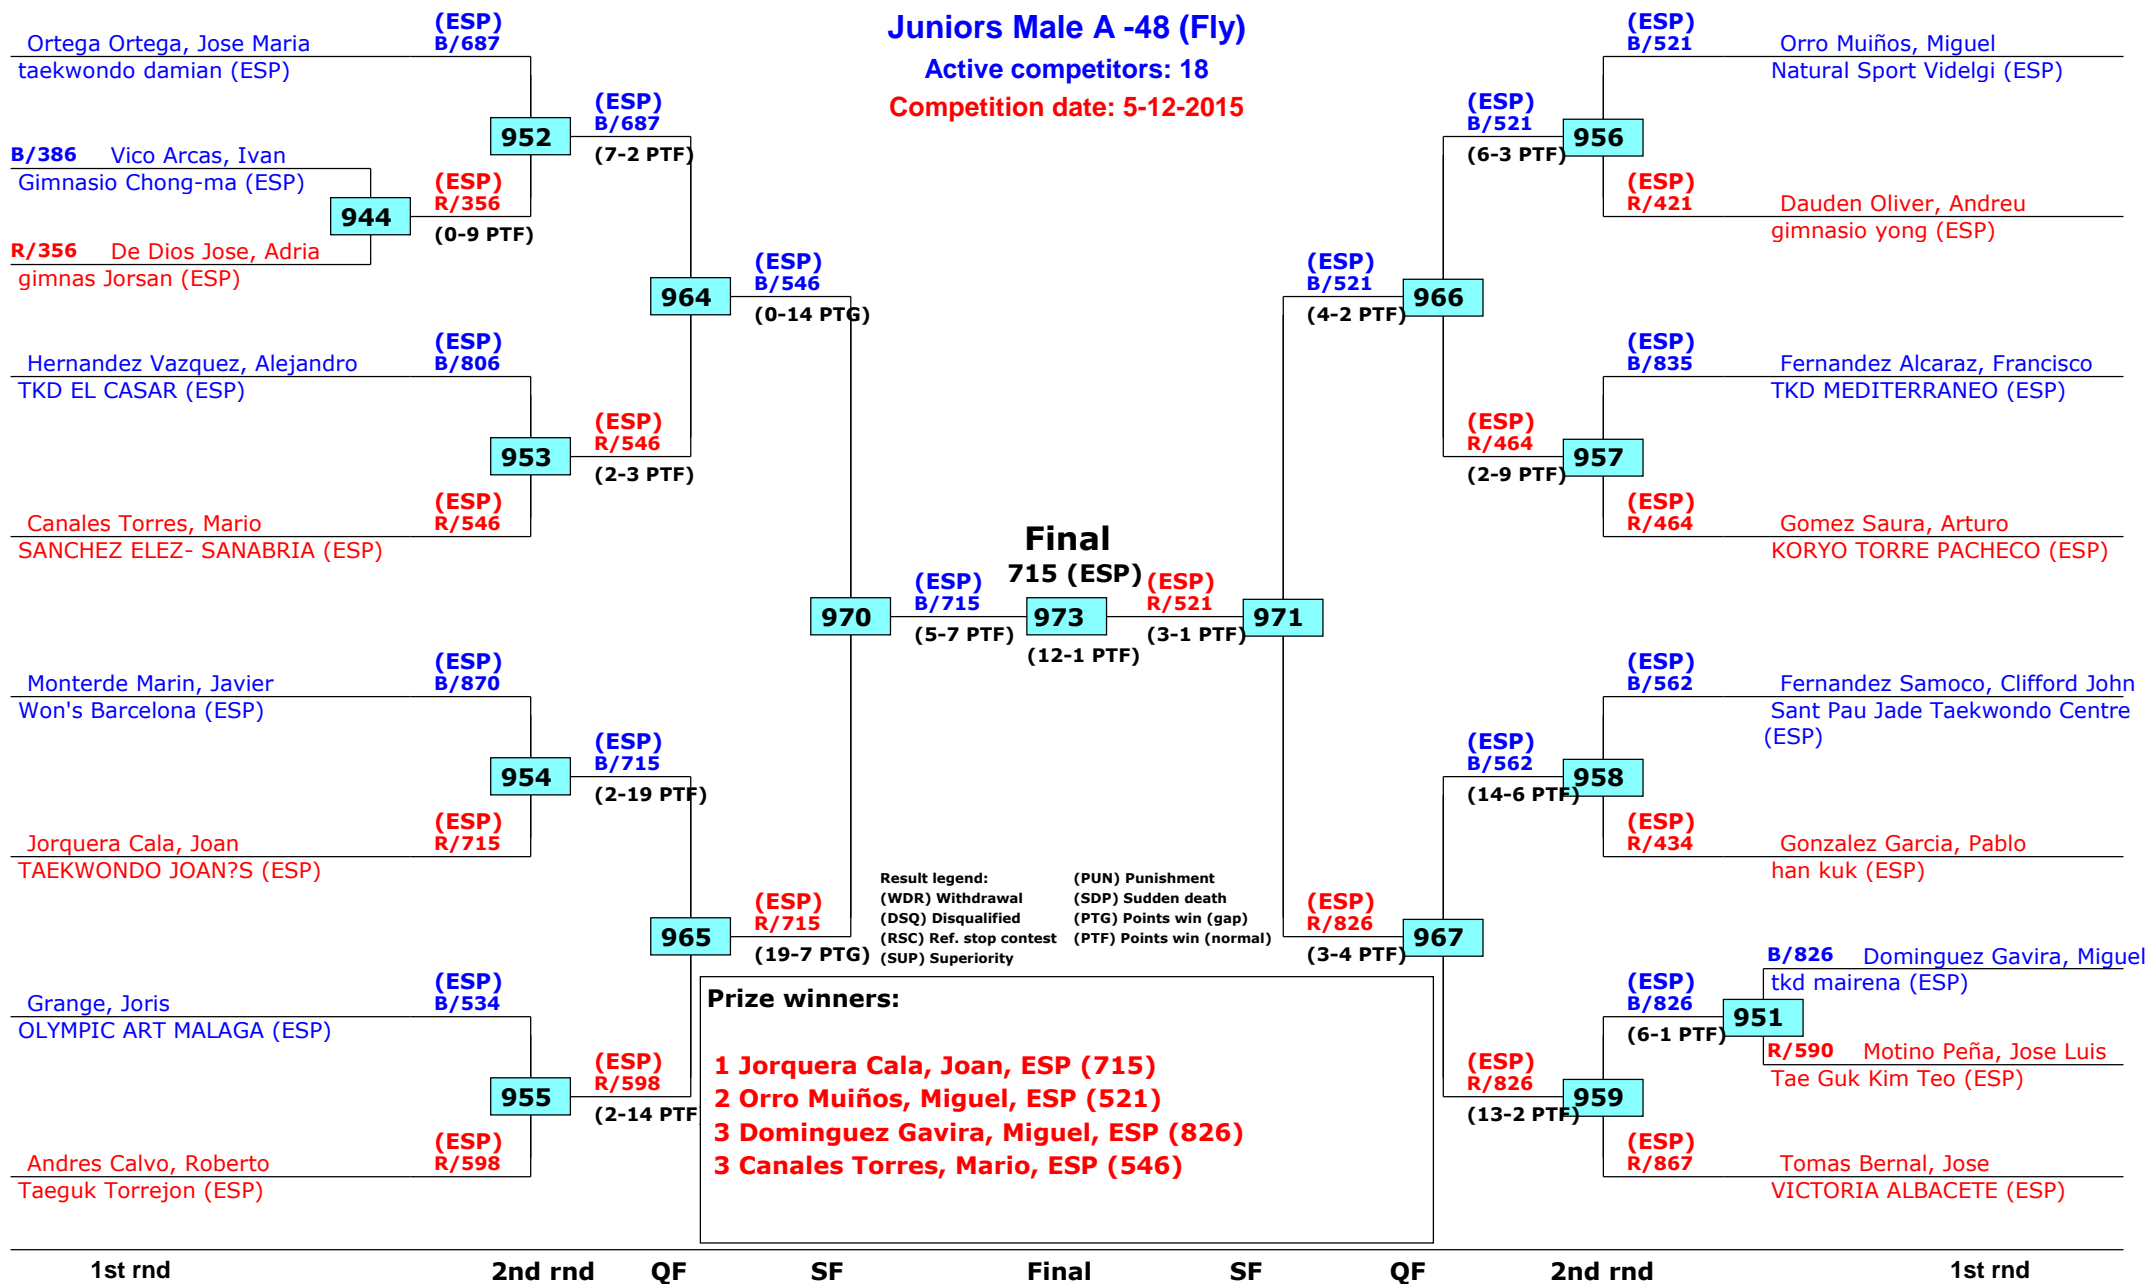 Juniors Male A -48 (Fly)
Active competitors: 18
Competition date: 5-12-2015
(ESP)
Ortega Ortega, Jose Maria B/687
taekwondo damian (ESP)
952
(ESP)
B/687
(7-2 PTF)
B/386 Vico Arcas, Ivan
Gimnasio Chong-ma (ESP)
944
(ESP)
R/356
(0-9 PTF)
R/356 De Dios Jose, Adria
gimnas Jorsan (ESP)
964
(ESP)
B/546
(0-14 PTG)
(ESP)
Hernandez Vazquez, Alejandro B/806
TKD EL CASAR (ESP)
953
(ESP)
R/546
(2-3 PTF)
(ESP)
Canales Torres, Mario R/546
SANCHEZ ELEZ- SANABRIA (ESP)
970
(ESP)
B/715
(5-7 PTF)
Final
715 (ESP)
973
(12-1 PTF)
(ESP)
R/521
(3-1 PTF)
971
(ESP)
Monterde Marin, Javier B/870
Won's Barcelona (ESP)
954
(ESP)
B/715
(2-19 PTF)
(ESP)
Jorquera Cala, Joan R/715
TAEKWONDO JOAN?S (ESP)
965
(ESP)
R/715
(19-7 PTG)
(ESP)
Grange, Joris B/534
OLYMPIC ART MALAGA (ESP)
955
(ESP)
R/598
(2-14 PTF
(ESP)
Andres Calvo, Roberto R/598
Taeguk Torrejon (ESP)
(ESP)
B/521 Orro Muiños, Miguel
Natural Sport Videlgi (ESP)
(ESP)
B/521
(6-3 PTF)
956
(ESP)
R/421 Dauden Oliver, Andreu
gimnasio yong (ESP)
(ESP)
B/521
(4-2 PTF)
966
(ESP)
B/835 Fernandez Alcaraz, Francisco
TKD MEDITERRANEO (ESP)
(ESP)
R/464
(2-9 PTF)
957
(ESP)
R/464 Gomez Saura, Arturo
KORYO TORRE PACHECO (ESP)
(ESP)
B/562 Fernandez Samoco, Clifford John
Sant Pau Jade Taekwondo Centre
(ESP)
(ESP)
B/562
(14-6 PTF)
958
(ESP)
R/434 Gonzalez Garcia, Pablo
han kuk (ESP)
(ESP)
R/826
(3-4 PTF)
967
B/826 Dominguez Gavira, Miguel
tkd mairena (ESP)
(ESP)
B/826
(6-1 PTF)
951
R/590 Motino Peña, Jose Luis
Tae Guk Kim Teo (ESP)
(ESP)
R/826
(13-2 PTF)
959
(ESP)
R/867 Tomas Bernal, Jose
VICTORIA ALBACETE (ESP)
Result legend: (PUN) Punishment
(WDR) Withdrawal (SDP) Sudden death
(DSQ) Disqualified (PTG) Points win (gap)
(RSC) Ref. stop contest (PTF) Points win (normal)
(SUP) Superiority
Prize winners:
1 Jorquera Cala, Joan, ESP (715)
2 Orro Muiños, Miguel, ESP (521)
3 Dominguez Gavira, Miguel, ESP (826)
3 Canales Torres, Mario, ESP (546)
1st rnd 2nd rnd QF SF Final SF QF 2nd rnd 1st rnd